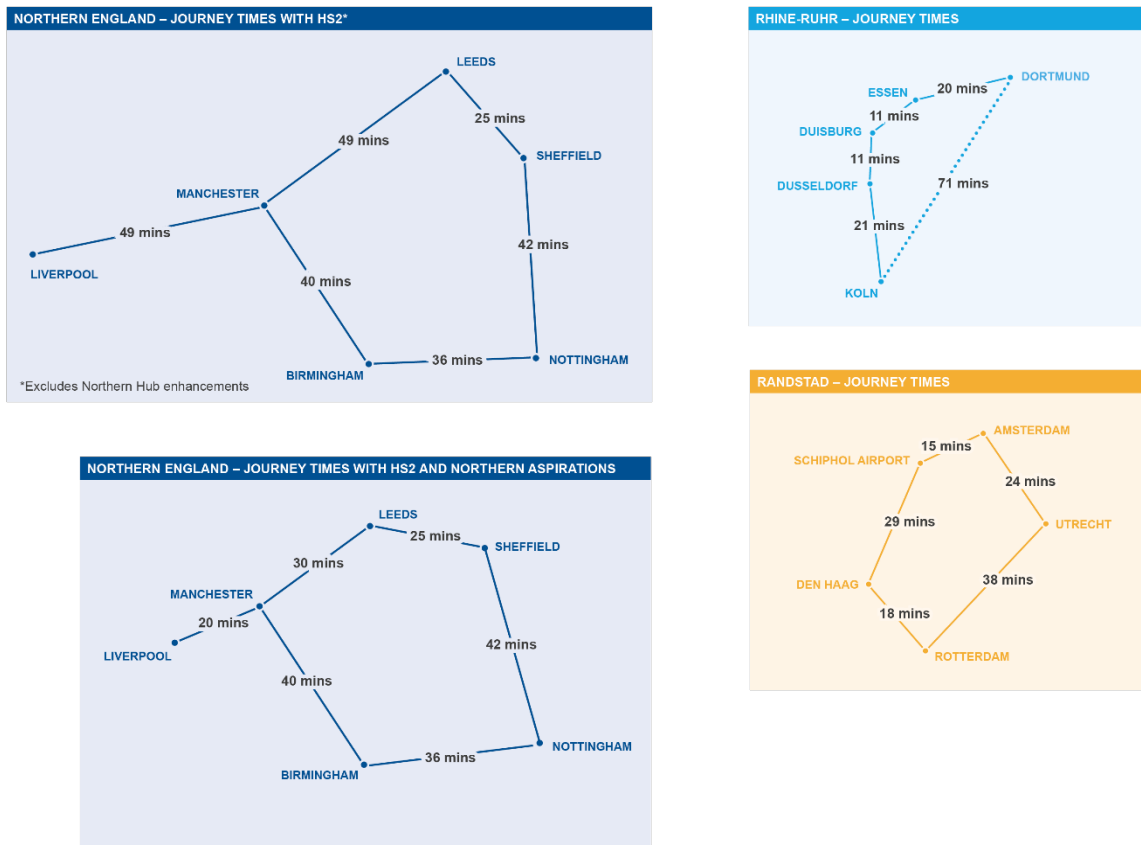 NORTHERN ENGLAND – JOURNEY TIMES WITH HS2*
LEEDS
25 mins
49 mins
SHEFFIELD
MANCHESTER
49 mins
42 mins
LIVERPOOL
40 mins
36 mins
NOTTINGHAM
BIRMINGHAM
*Excludes Northern Hub enhancements
RHINE-RUHR – JOURNEY TIMES
DORTMUND
20 mins
ESSEN
11 mins
DUISBURG
11 mins
DUSSELDORF
71 mins
21 mins
KOLN
RANDSTAD – JOURNEY TIMES
AMSTERDAM
15 mins
SCHIPHOL AIRPORT
24 mins
29 mins
UTRECHT
DEN HAAG
38 mins
18 mins
ROTTERDAM
NORTHERN ENGLAND – JOURNEY TIMES WITH HS2 AND NORTHERN ASPIRATIONS
LEEDS
25 mins
SHEFFIELD
30 mins
MANCHESTER
20 mins
LIVERPOOL
42 mins
40 mins
NOTTINGHAM
36 mins
BIRMINGHAM